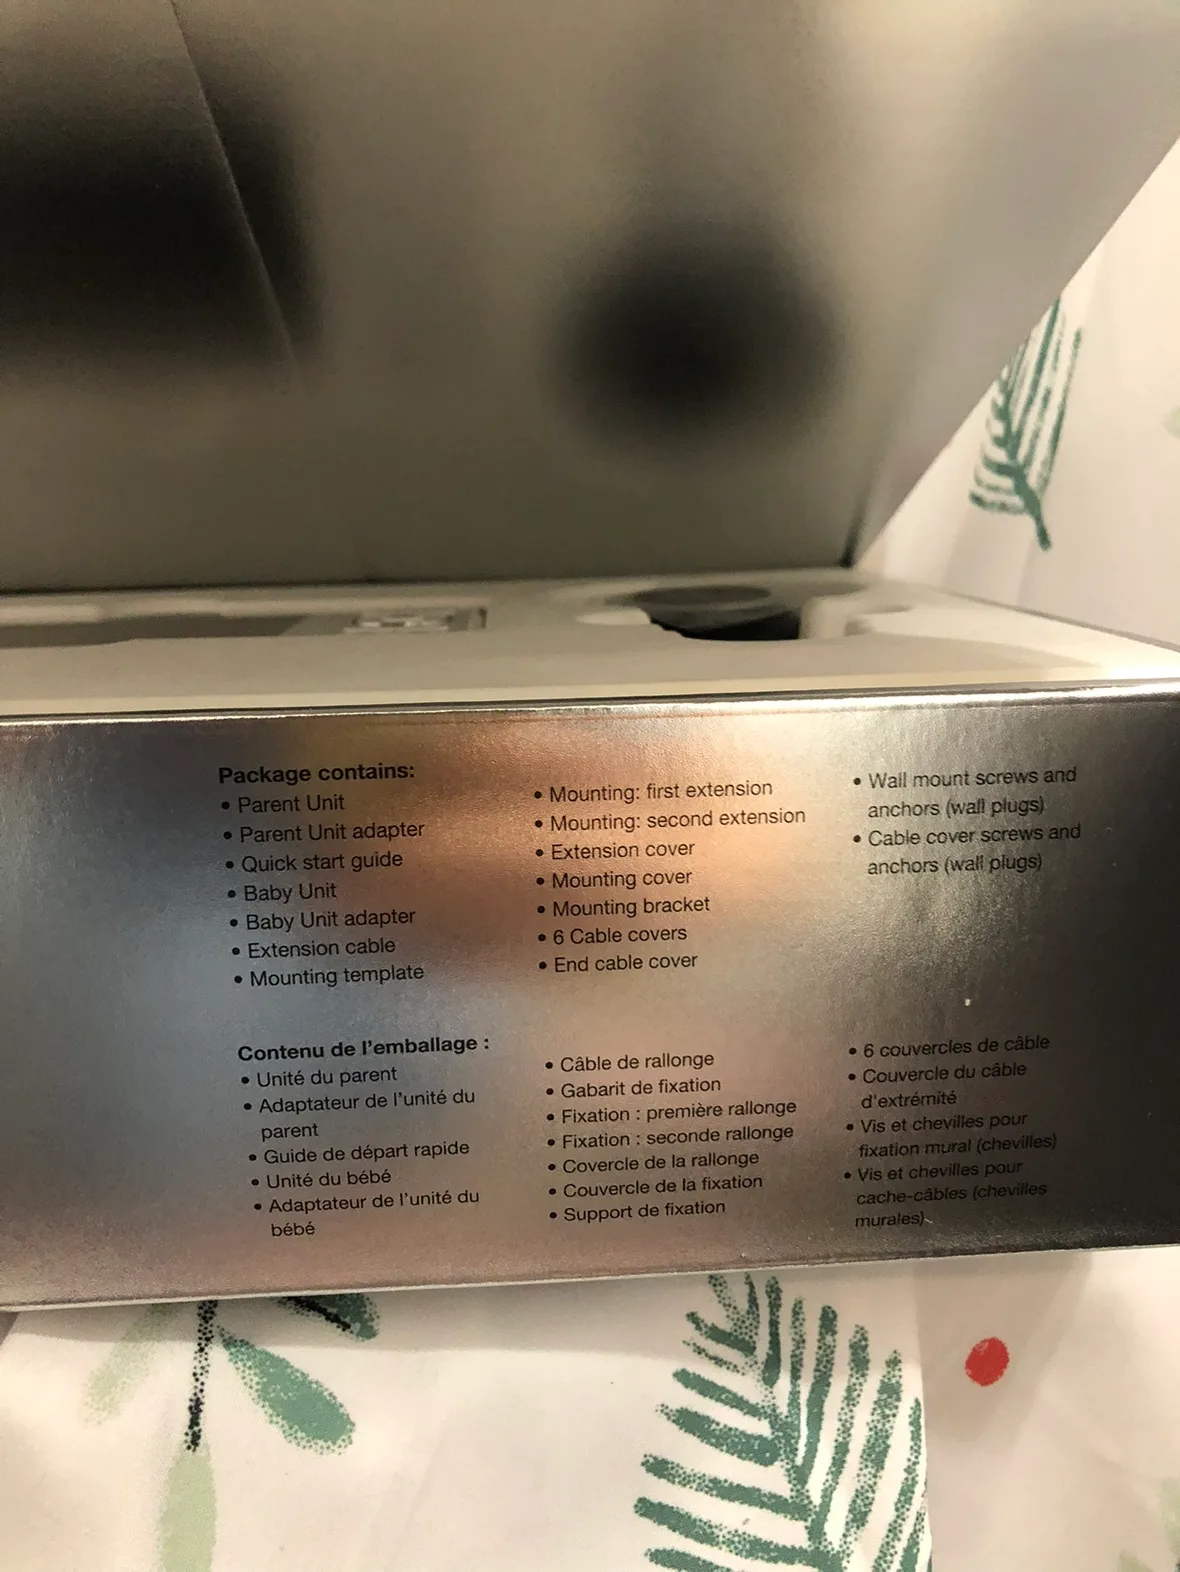 Package contains:
• Parent Unit
• Parent Unit adapter
• Quick start guide
• Baby Unit
• Baby Unit adapter
• Extension cable
• Mounting template
• Mounting: first extension
• Mounting: second extension
• Extension cover
• Mounting cover
• Mounting bracket
• 6 Cable covers
• End cable cover
• Wall mount screws and
anchors (wall plugs)
• Cable cover screws and
anchors (wall plugs)
Contenu de l'emballage :
• Unité du parent
• Adaptateur de l'unité du
parent
• Guide de départ rapide
• Unité du bébé
• Adaptateur de l'unité du
bébé
• Câble de rallonge
• Gabarit de fixation
• Fixation : première rallonge
• Fixation : seconde rallonge
• Covercle de la rallonge
• Couvercle de la fixation
• Support de fixation
• 6 couvercles de câble
• Couvercle du câble
d'extrémité
• Vis et chevilles pour
fixation mural (chevilles)
• Vis et chevilles pour
cache-câbles (chevilles
murales)